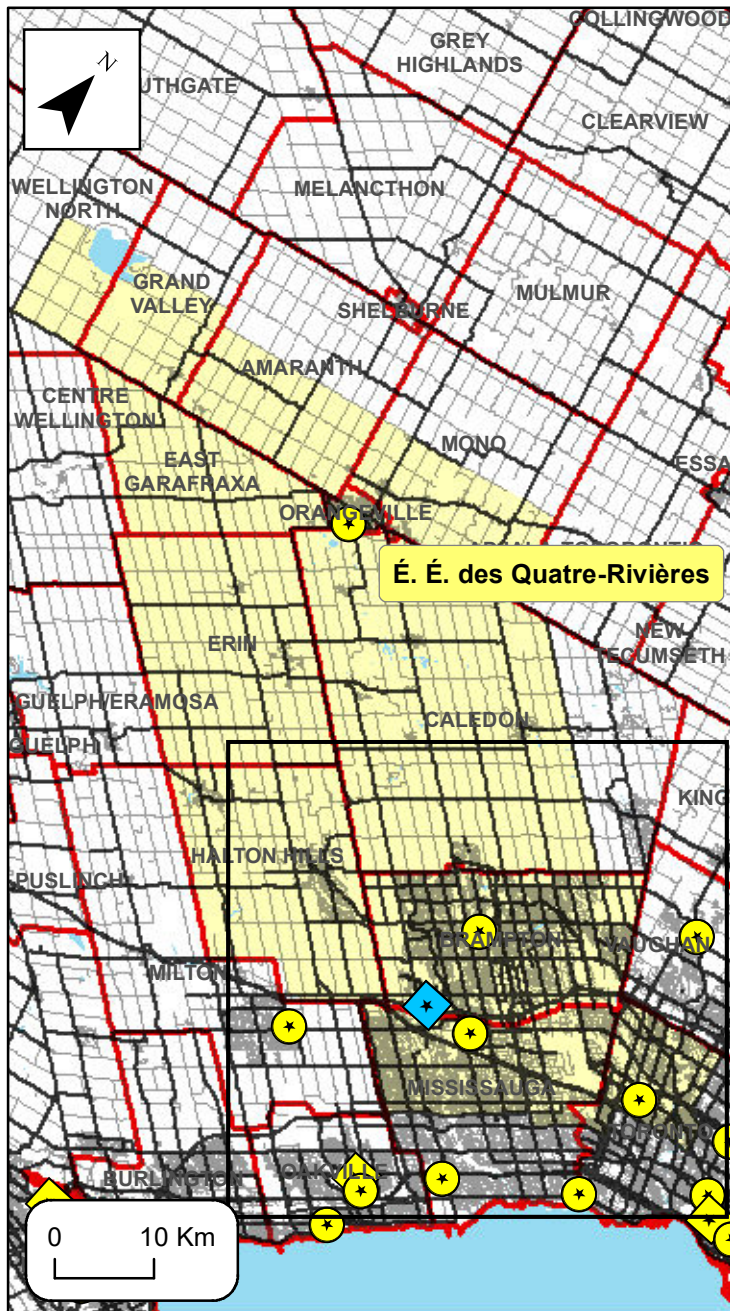 COLLINGWOOD
GREY
HIGHLANDS
N
UTHGATE
CLEARVIEW
WELLINGTON
NORTH
MELANCTHON
GRAND
VALLEY
MULMUR
SHELBURNE
AMARANTH
CENTRE
WELLINGTON
MONO
EAST
GARAFRAXA
ESSA
ORANGEVILLE
É. É. des Quatre-Rivières
NEW
TECUMSETH
ERIN
GUELPH/ERAMOSA
CALEDON
GUELPH
KING
HALTON HILLS
PUSLINCH
BRAMPTON
VAUGHAN
MILTON
MISSISSAUGA
TORONTO
BURLINGTON
OAKVILLE
0 10 Km